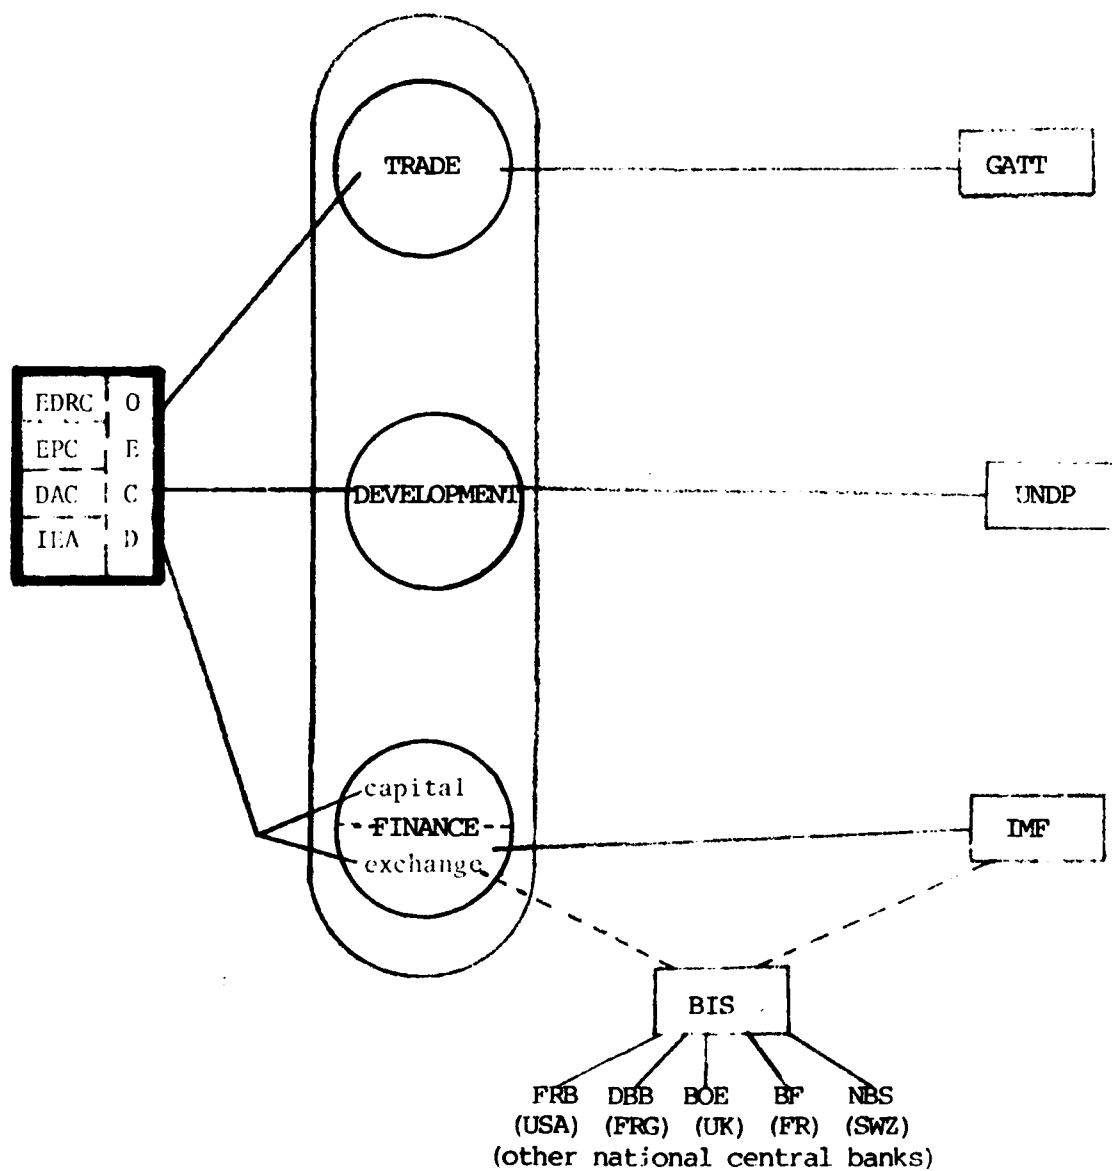 TRADE
GATT
EDRC O
EPC E
DAC C
IEA D
DEVELOPMENT
UNDP
capital
FINANCE
exchange
IMF
BIS
FRB DBB BOE BF NBS
(USA) (FRG) (UK) (FR) (SWZ)
(other national central banks)